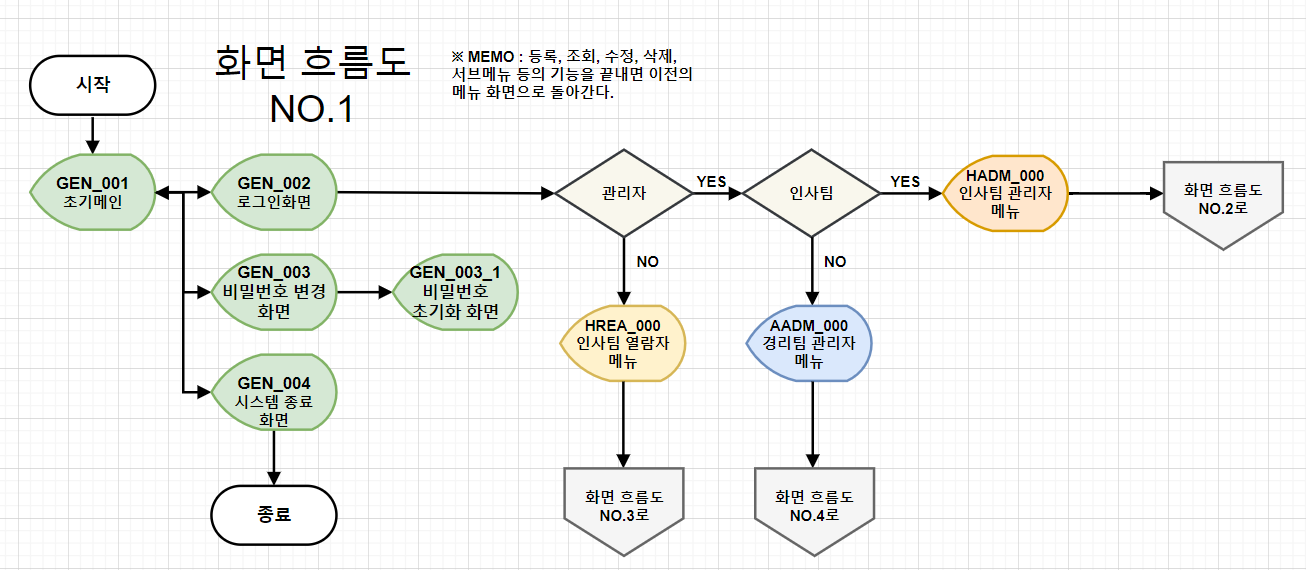 화면 흐름도
NO.1
※ MEMO : 등록, 조회, 수정, 삭제,
서브메뉴 등의 기능을 끝내면 이전의
메뉴 화면으로 돌아간다.
시작
GEN_001
초기메인
GEN_002
로그인화면
관리자
YES
인사팀
YES
HADM_000
인사팀 관리자
메뉴
화면 흐름도
NO.2로
NO
NO
GEN_003
비밀번호 변경
화면
GEN_003_1
비밀번호
초기화 화면
HREA_000
인사팀 열람자
메뉴
AADM_000
경리팀 관리자
메뉴
GEN_004
시스템 종료
화면
종료
화면 흐름도
NO.3로
화면 흐름도
NO.4로